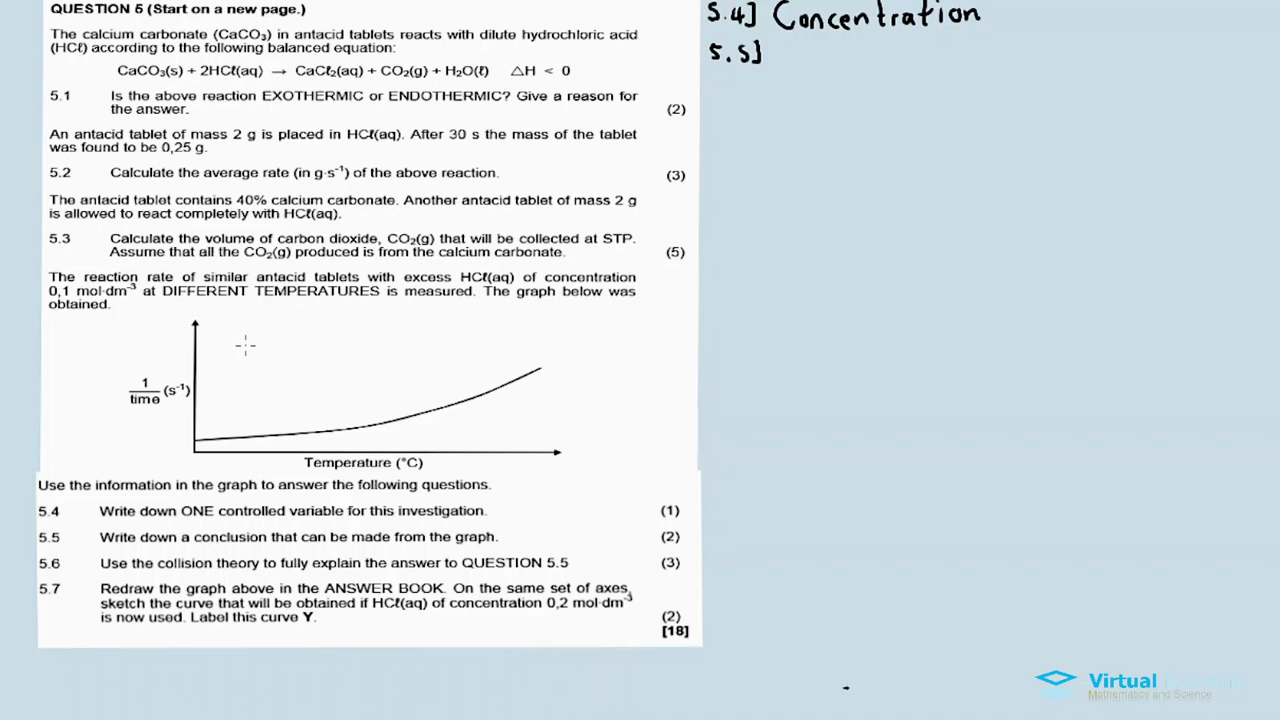 QUESTION 5 (Start on a new page.)
The calcium carbonate (CaCO₃) in antacid tablets reacts with dilute hydrochloric acid
(HCℓ) according to the following balanced equation:
CaCO₃(s) + 2HCℓ(aq) → CaCℓ₂(aq) + CO₂(g) + H₂O(ℓ) △H < 0
5.1 Is the above reaction EXOTHERMIC or ENDOTHERMIC? Give a reason for
the answer. (2)
An antacid tablet of mass 2 g is placed in HCℓ(aq). After 30 s the mass of the tablet
was found to be 0,25 g.
5.2 Calculate the average rate (in g·s⁻¹) of the above reaction. (3)
The antacid tablet contains 40% calcium carbonate. Another antacid tablet of mass 2 g
is allowed to react completely with HCℓ(aq).
5.3 Calculate the volume of carbon dioxide, CO₂(g) that will be collected at STP.
Assume that all the CO₂(g) produced is from the calcium carbonate. (5)
The reaction rate of similar antacid tablets with excess HCℓ(aq) of concentration
0,1 mol·dm⁻³ at DIFFERENT TEMPERATURES is measured. The graph below was
obtained.
1
time (s⁻¹)
Temperature (°C)
Use the information in the graph to answer the following questions.
5.4 Write down ONE controlled variable for this investigation. (1)
5.5 Write down a conclusion that can be made from the graph. (2)
5.6 Use the collision theory to fully explain the answer to QUESTION 5.5 (3)
5.7 Redraw the graph above in the ANSWER BOOK. On the same set of axes,
sketch the curve that will be obtained if HCℓ(aq) of concentration 0,2 mol·dm⁻³
is now used. Label this curve Y. (2)
[18]
5.4] Concentration
5.5]
Virtual
Mathematics and Science